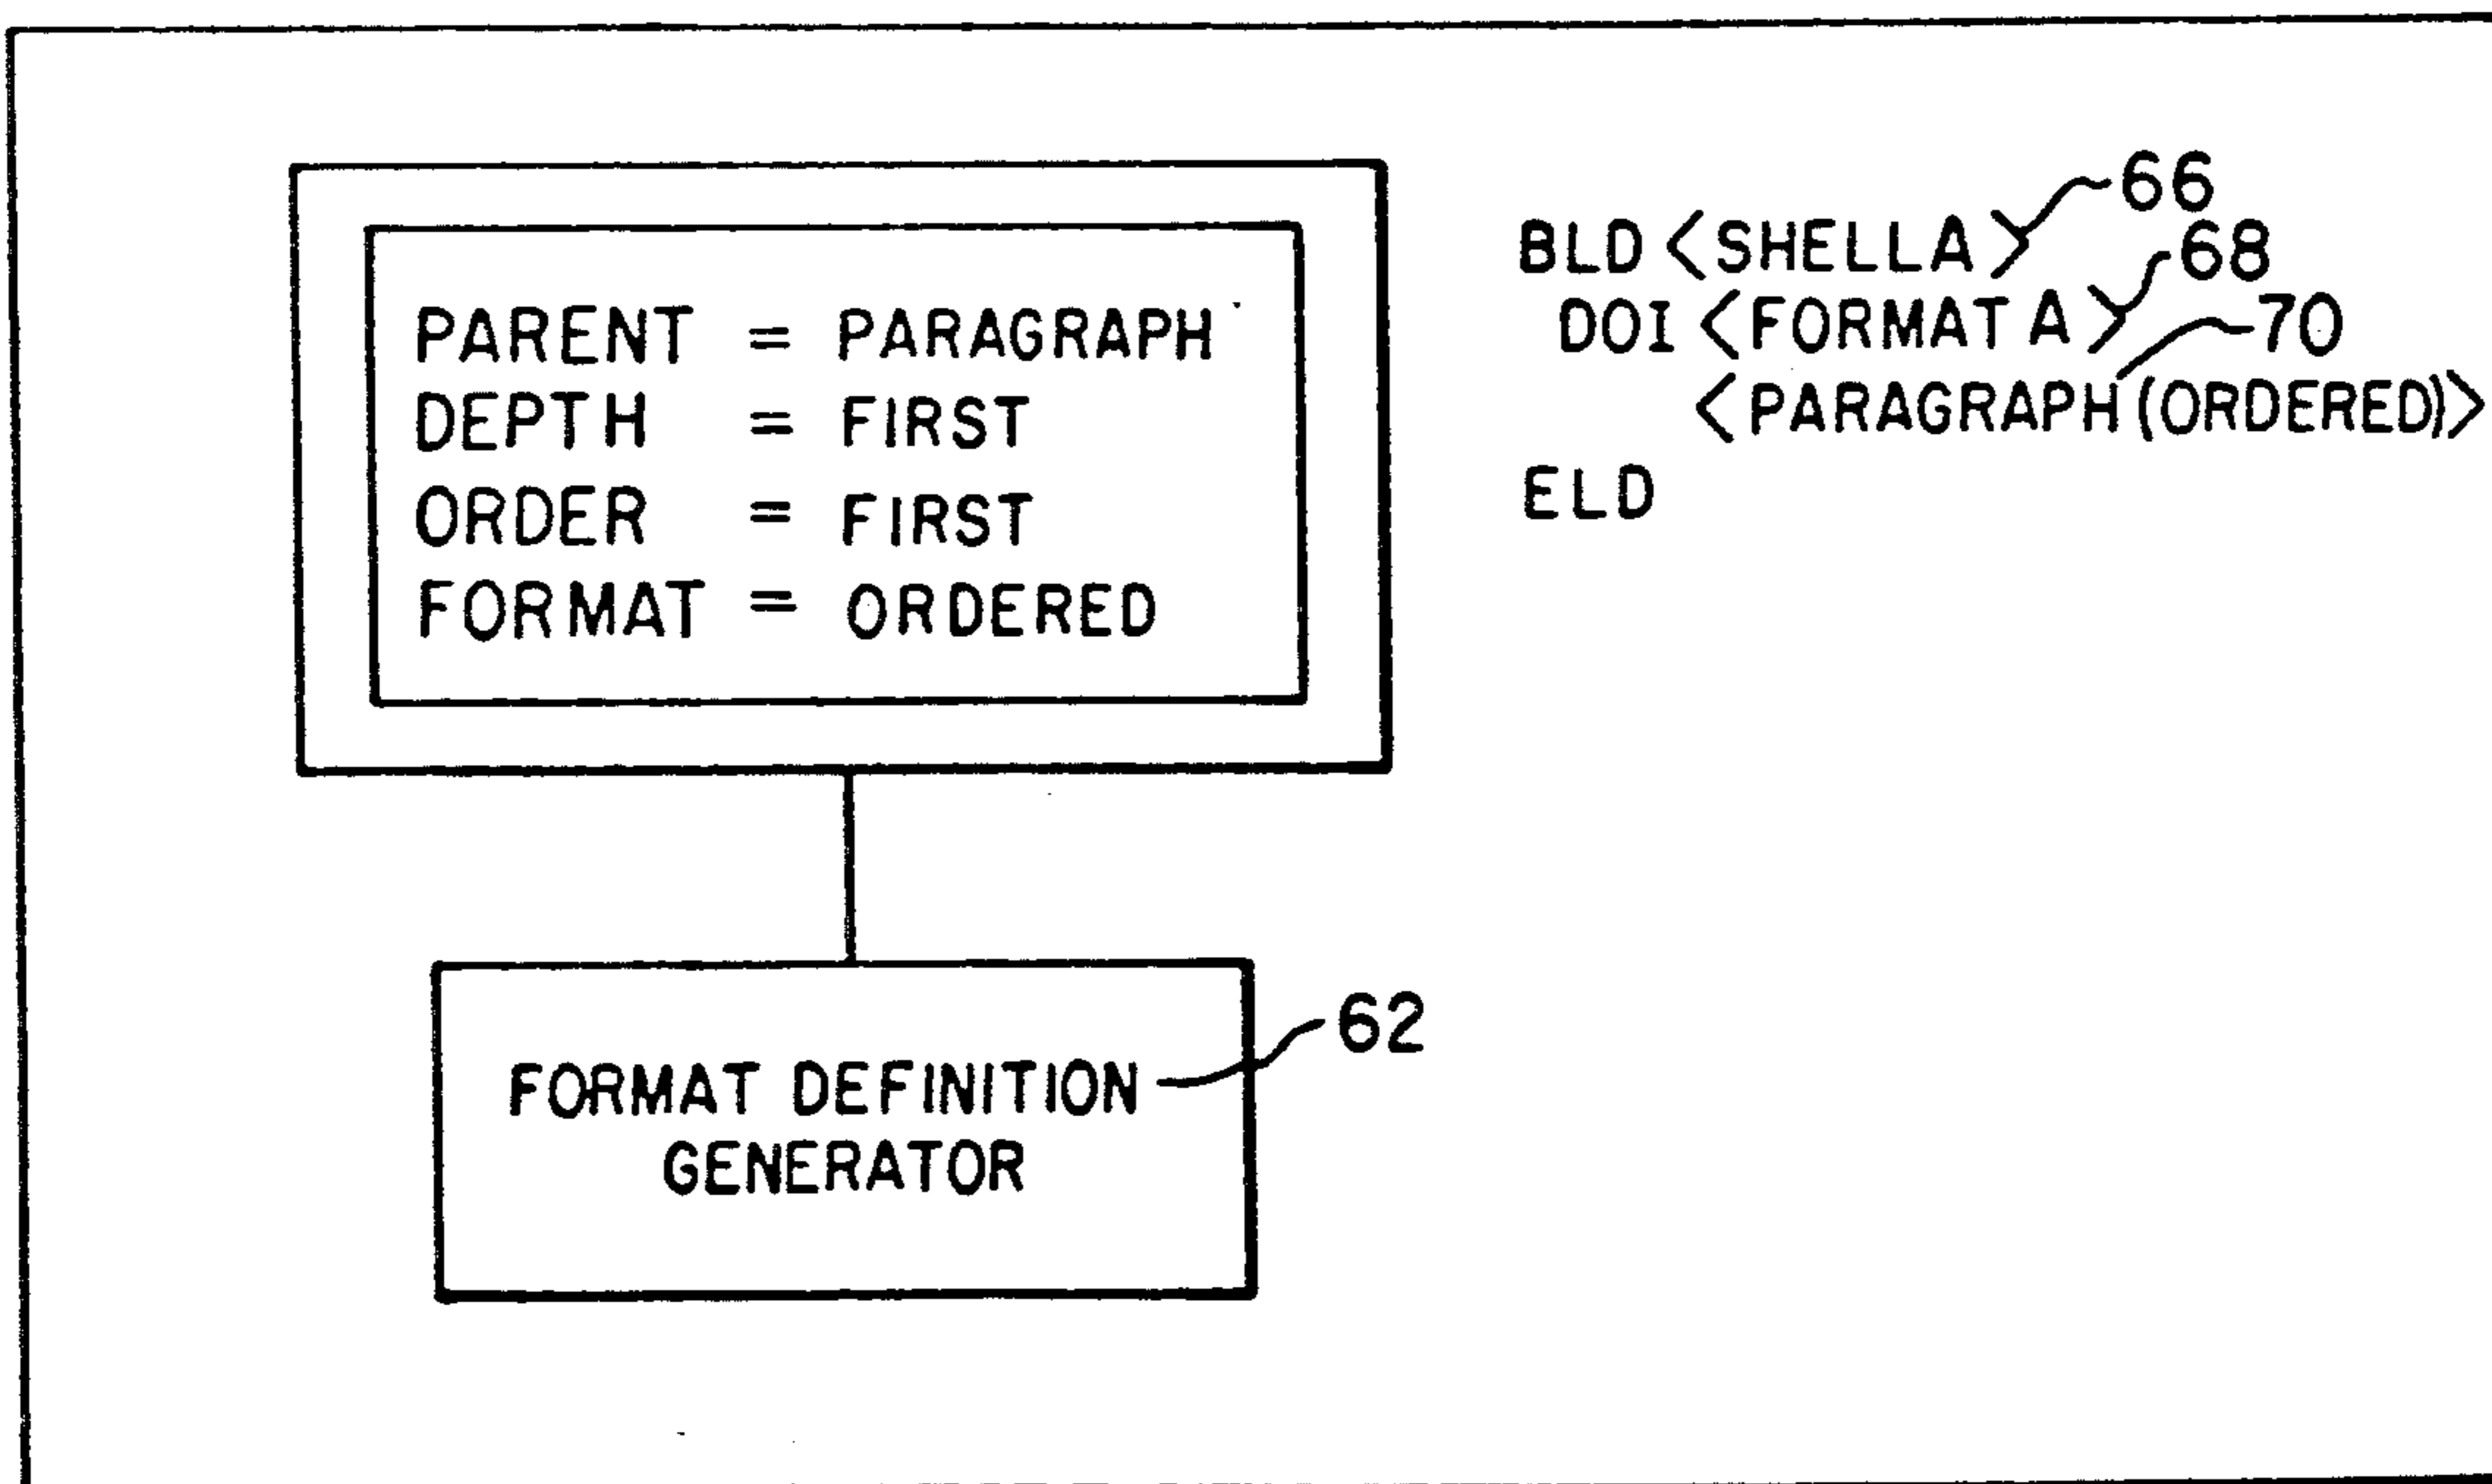 PARENT = PARAGRAPH
DEPTH = FIRST
ORDER = FIRST
FORMAT = ORDERED
BLD <SHELLA> 66
DOI <FORMAT A> 68
<PARAGRAPH (ORDERED)> 70
ELD
FORMAT DEFINITION 62
GENERATOR